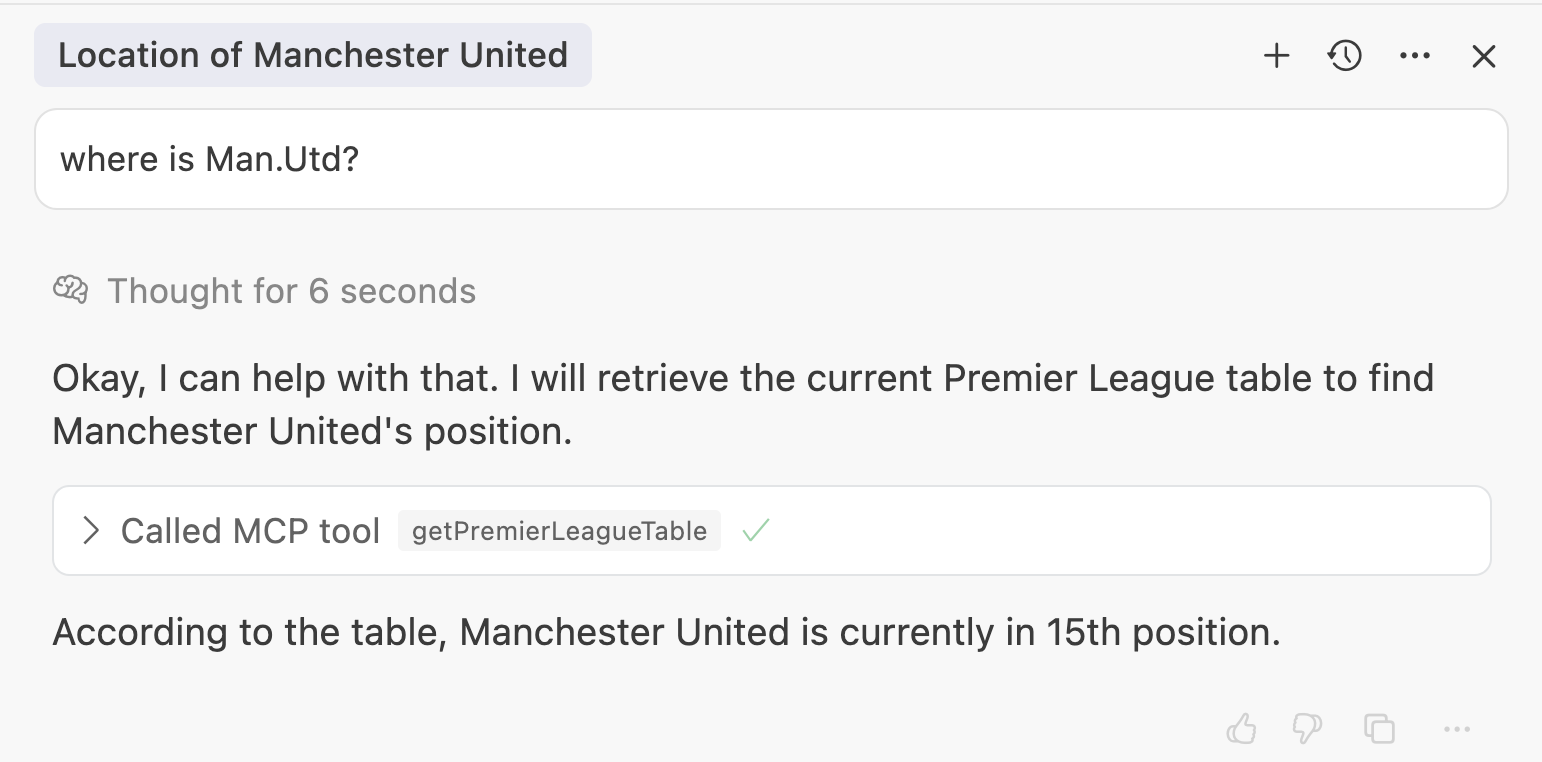 Location of Manchester United
where is Man.Utd?
Thought for 6 seconds
Okay, I can help with that. I will retrieve the current Premier League table to find
Manchester United's position.
Called MCP tool getPremierLeagueTable
According to the table, Manchester United is currently in 15th position.